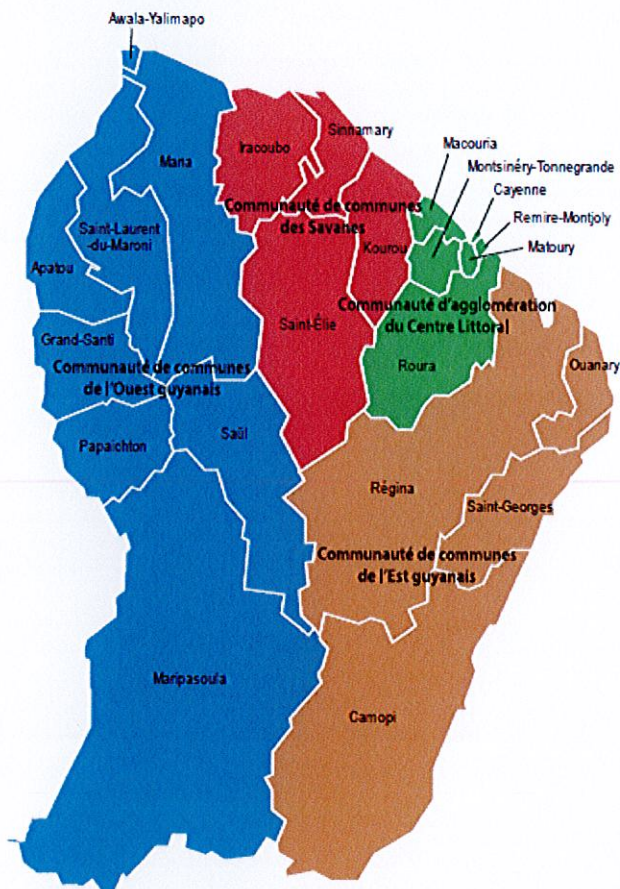 Awala-Yalimapo
Mana
Iracoubo
Sinnamary
Macouria
Montsinéry-Tonnegrande
Cayenne
Remire-Montjoly
Matoury
Saint-Laurent
-du-Maroni
Communauté de communes
des Savanes
Kourou
Apatou
Saint-Élie
Communauté d'agglomération
du Centre Littoral
Grand-Santi
Roura
Ouanary
Communauté de communes
de l'Ouest guyanais
Papaïchton
Saül
Régina
Saint-Georges
Communauté de communes
de l'Est guyanais
Maripasoula
Camopi